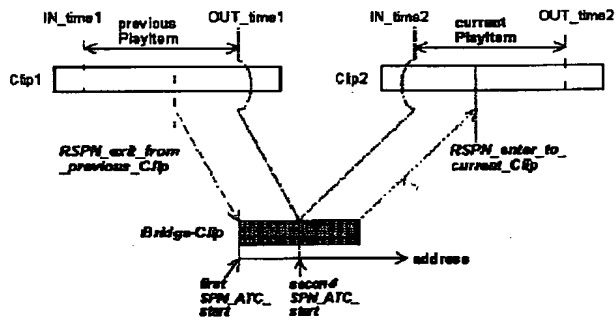 IN_time1
previous
PlayItem
OUT_time1
IN_time2
current
PlayItem
OUT_time2
Clip1
Clip2
RSPN_exit_from
_previous_Clip
RSPN_enter_to_
current_Clip
Bridge-Clip
address
first
SPN_ATC_
start
second
SPN_ATC_
start